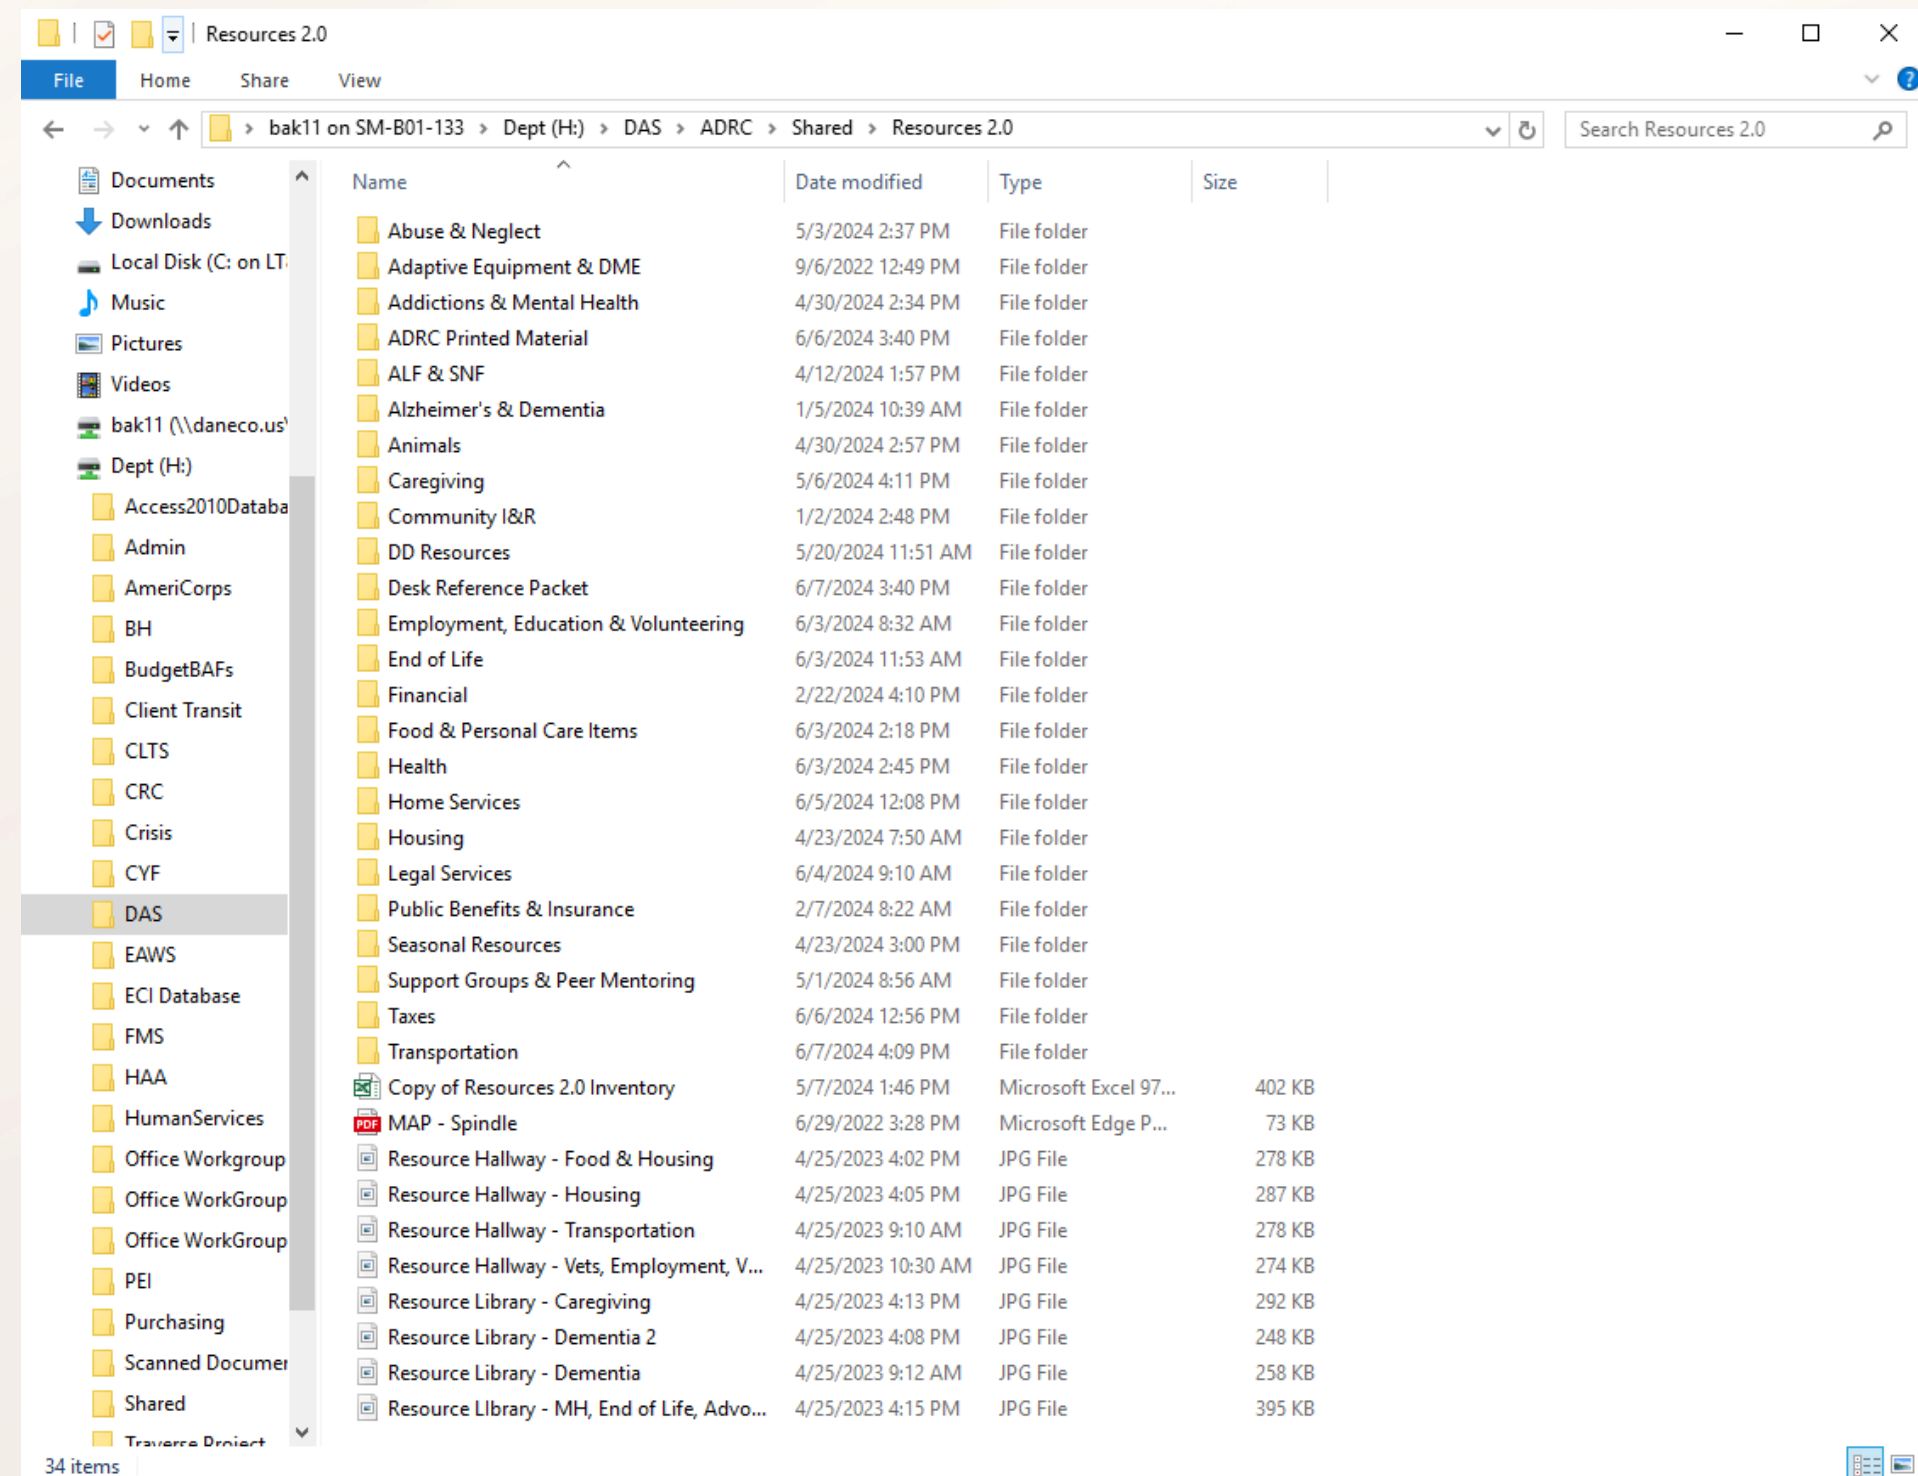 Resources 2.0
File Home Share View
bak11 on SM-B01-133 > Dept (H:) > DAS > ADRC > Shared > Resources 2.0
Search Resources 2.0
Documents
Downloads
Local Disk (C: on LT
Music
Pictures
Videos
bak11 (\\daneco.us\
Dept (H:)
Access2010Databa
Admin
AmeriCorps
BH
BudgetBAFs
Client Transit
CLTS
CRC
Crisis
CYF
DAS
EAWS
ECI Database
FMS
HAA
HumanServices
Office Workgroup
Office WorkGroup
Office WorkGroup
PEI
Purchasing
Scanned Documen
Shared
Traverse Project
Name Date modified Type Size
Abuse & Neglect 5/3/2024 2:37 PM File folder
Adaptive Equipment & DME 9/6/2022 12:49 PM File folder
Addictions & Mental Health 4/30/2024 2:34 PM File folder
ADRC Printed Material 6/6/2024 3:40 PM File folder
ALF & SNF 4/12/2024 1:57 PM File folder
Alzheimer's & Dementia 1/5/2024 10:39 AM File folder
Animals 4/30/2024 2:57 PM File folder
Caregiving 5/6/2024 4:11 PM File folder
Community I&R 1/2/2024 2:48 PM File folder
DD Resources 5/20/2024 11:51 AM File folder
Desk Reference Packet 6/7/2024 3:40 PM File folder
Employment, Education & Volunteering 6/3/2024 8:32 AM File folder
End of Life 6/3/2024 11:53 AM File folder
Financial 2/22/2024 4:10 PM File folder
Food & Personal Care Items 6/3/2024 2:18 PM File folder
Health 6/3/2024 2:45 PM File folder
Home Services 6/5/2024 12:08 PM File folder
Housing 4/23/2024 7:50 AM File folder
Legal Services 6/4/2024 9:10 AM File folder
Public Benefits & Insurance 2/7/2024 8:22 AM File folder
Seasonal Resources 4/23/2024 3:00 PM File folder
Support Groups & Peer Mentoring 5/1/2024 8:56 AM File folder
Taxes 6/6/2024 12:56 PM File folder
Transportation 6/7/2024 4:09 PM File folder
Copy of Resources 2.0 Inventory 5/7/2024 1:46 PM Microsoft Excel 97... 402 KB
PDF MAP - Spindle 6/29/2022 3:28 PM Microsoft Edge P... 73 KB
Resource Hallway - Food & Housing 4/25/2023 4:02 PM JPG File 278 KB
Resource Hallway - Housing 4/25/2023 4:05 PM JPG File 287 KB
Resource Hallway - Transportation 4/25/2023 9:10 AM JPG File 278 KB
Resource Hallway - Vets, Employment, V... 4/25/2023 10:30 AM JPG File 274 KB
Resource Library - Caregiving 4/25/2023 4:13 PM JPG File 292 KB
Resource Library - Dementia 2 4/25/2023 4:08 PM JPG File 248 KB
Resource Library - Dementia 4/25/2023 9:12 AM JPG File 258 KB
Resource LIbrary - MH, End of Life, Advo... 4/25/2023 4:15 PM JPG File 395 KB
34 items